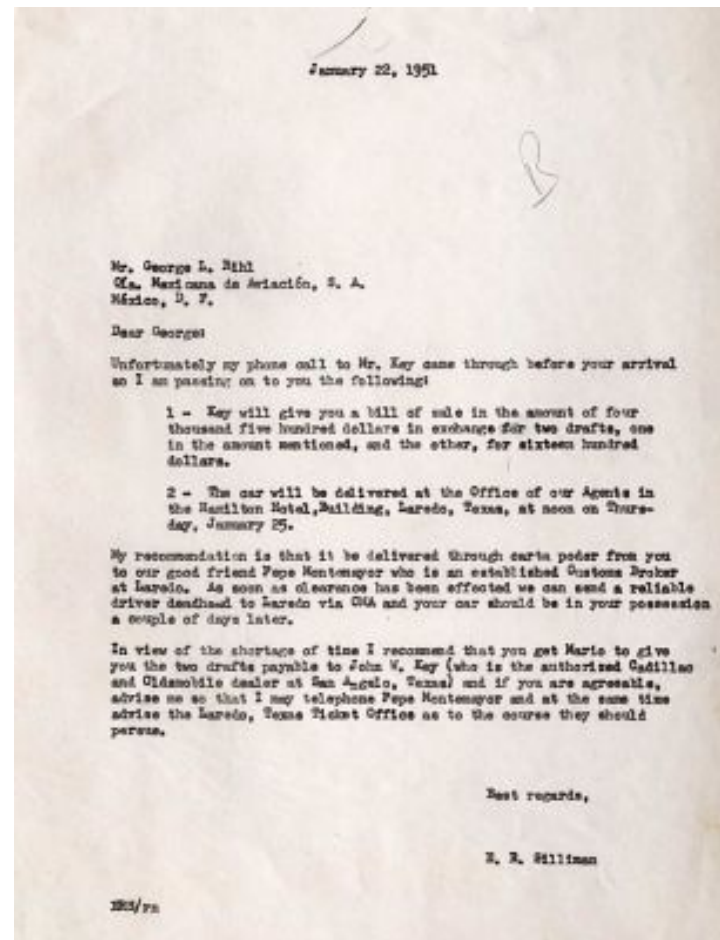 January 22, 1951
B
Mr. George L. Rihl
Cía. Mexicana de Aviación, S. A.
México, D. F.
Dear George:
Unfortunately my phone call to Mr. Key came through before your arrival
so I am passing on to you the following:
1 - Key will give you a bill of sale in the amount of four
thousand five hundred dollars in exchange for two drafts, one
in the amount mentioned, and the other, for sixteen hundred
dollars.
2 - The car will be delivered at the Office of our Agents in
the Hamilton Hotel,Building, Laredo, Texas, at noon on Thurs-
day, January 25.
My recommendation is that it be delivered through carta poder from you
to our good friend Pepe Montemayor who is an established Customs Broker
at Laredo. As soon as clearance has been effected we can send a reliable
driver deadhead to Laredo via CMA and your car should be in your possession
a couple of days later.
In view of the shortage of time I recommend that you get Mario to give
you the two drafts payable to John W. Key (who is the authorized Cadillac
and Oldsmobile dealer at San Angelo, Texas) and if you are agreeable,
advise me so that I may telephone Pepe Montemayor and at the same time
advise the Laredo, Texas Ticket Office as to the course they should
persue.
Best regards,
E. R. Silliman